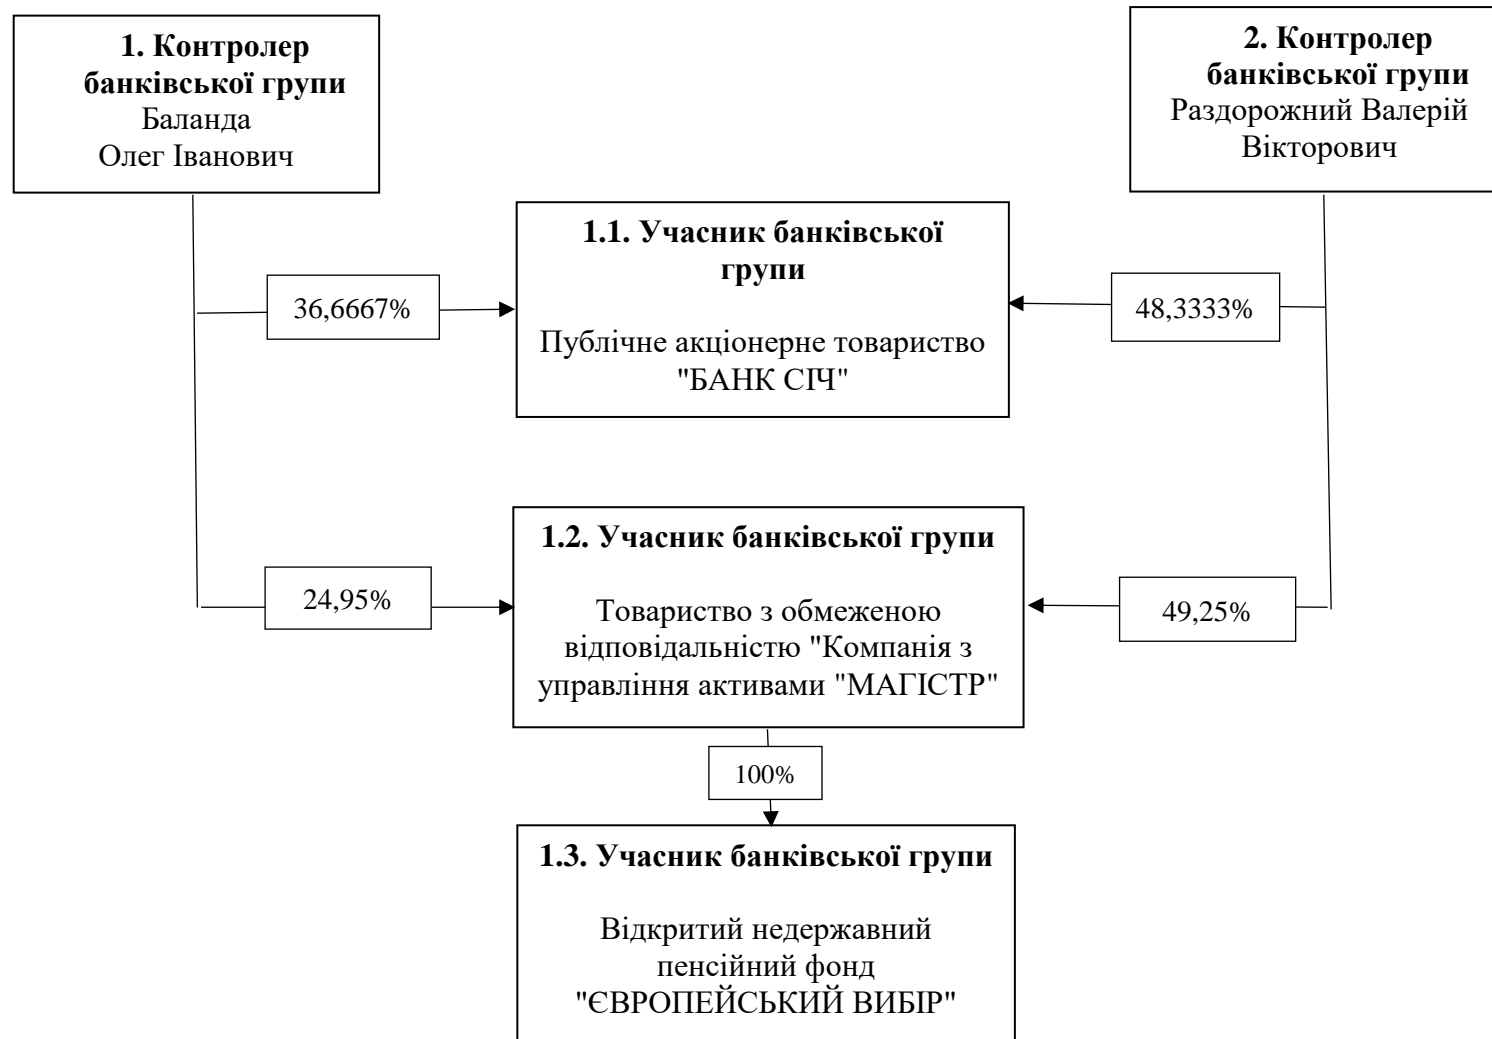 1. Контролер
банківської групи
Баланда
Олег Іванович
2. Контролер
банківської групи
Раздорожний Валерій
Вікторович
1.1. Учасник банківської
групи
Публічне акціонерне товариство
"БАНК СІЧ"
36,6667%
48,3333%
1.2. Учасник банківської групи
Товариство з обмеженою
відповідальністю "Компанія з
управління активами "МАГІСТР"
24,95%
49,25%
100%
1.3. Учасник банківської групи
Відкритий недержавний
пенсійний фонд
"ЄВРОПЕЙСЬКИЙ ВИБІР"